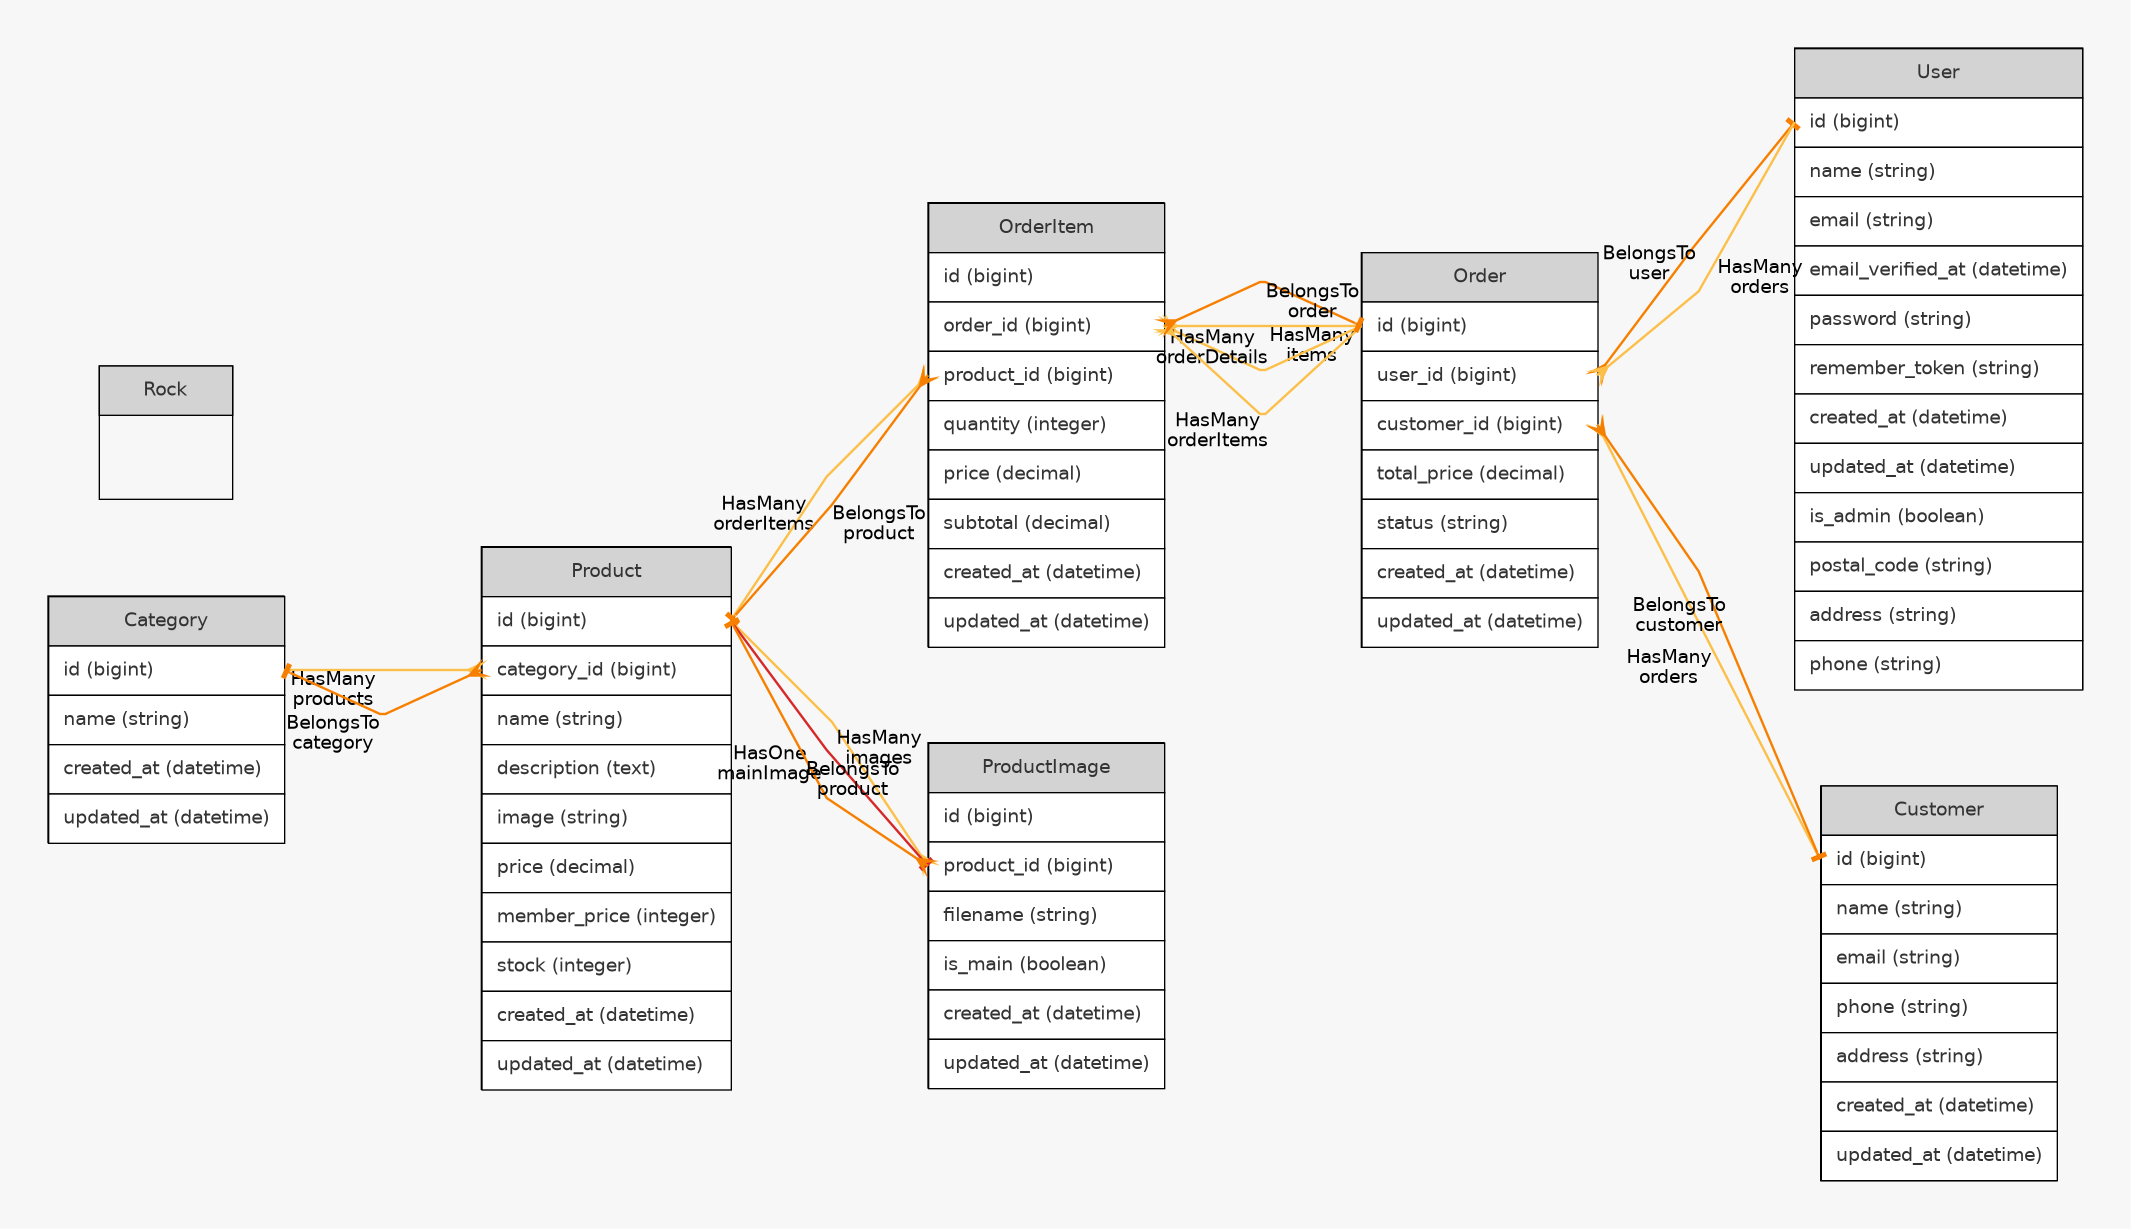 Rock
Category
id (bigint)
name (string)
created_at (datetime)
updated_at (datetime)
HasMany
products
BelongsTo
category
Product
id (bigint)
category_id (bigint)
name (string)
description (text)
image (string)
price (decimal)
member_price (integer)
stock (integer)
created_at (datetime)
updated_at (datetime)
HasMany
orderItems
BelongsTo
product
HasOne
mainImage
HasMany
images
BelongsTo
product
OrderItem
id (bigint)
order_id (bigint)
product_id (bigint)
quantity (integer)
price (decimal)
subtotal (decimal)
created_at (datetime)
updated_at (datetime)
ProductImage
id (bigint)
product_id (bigint)
filename (string)
is_main (boolean)
created_at (datetime)
updated_at (datetime)
BelongsTo
order
HasMany
orderDetails
HasMany
items
HasMany
orderItems
Order
id (bigint)
user_id (bigint)
customer_id (bigint)
total_price (decimal)
status (string)
created_at (datetime)
updated_at (datetime)
BelongsTo
user
HasMany
orders
BelongsTo
customer
HasMany
orders
User
id (bigint)
name (string)
email (string)
email_verified_at (datetime)
password (string)
remember_token (string)
created_at (datetime)
updated_at (datetime)
is_admin (boolean)
postal_code (string)
address (string)
phone (string)
Customer
id (bigint)
name (string)
email (string)
phone (string)
address (string)
created_at (datetime)
updated_at (datetime)